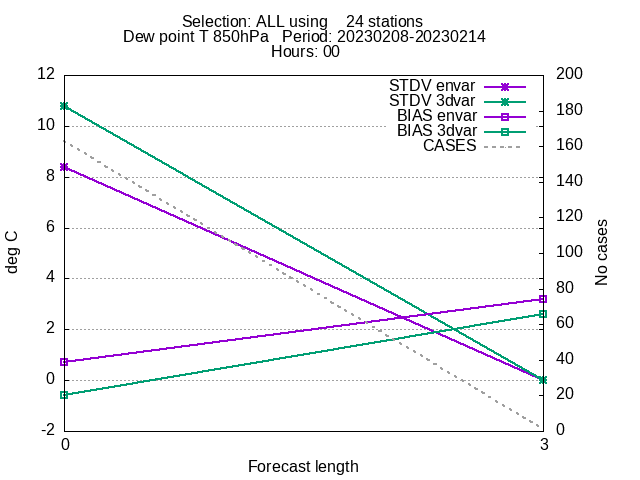 Selection: ALL using    24 stations
Dew point T 850hPa   Period: 20230208-20230214
Hours: 00
STDV envar
STDV 3dvar
BIAS envar
BIAS 3dvar
CASES
12
10
8
6
4
2
0
-2
deg C
200
180
160
140
120
100
80
60
40
20
0
No cases
0
3
Forecast length